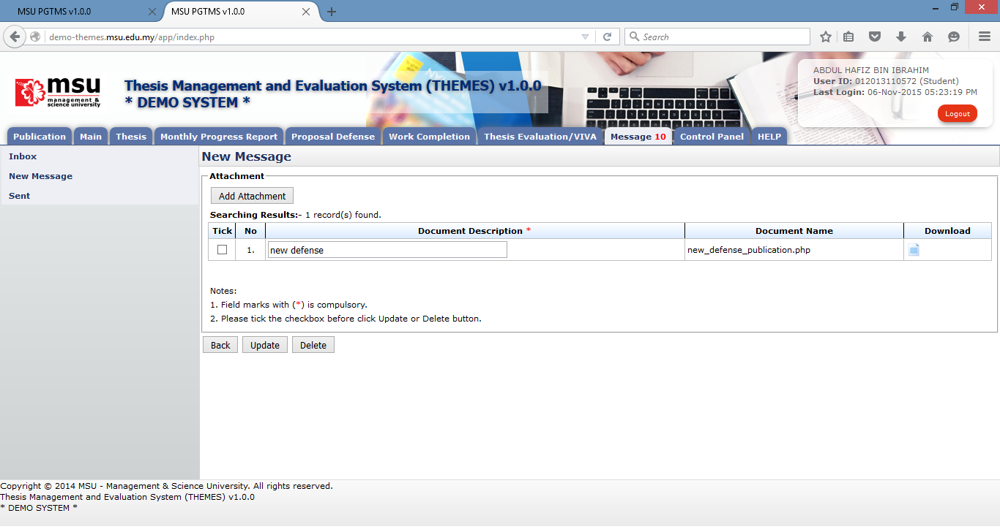 MSU PGTMS v1.0.0
MSU PGTMS v1.0.0
demo-themes.msu.edu.my/app/index.php
Search
msu
management &
science university
Thesis Management and Evaluation System (THEMES) v1.0.0
* DEMO SYSTEM *
ABDUL HAFIZ BIN IBRAHIM
User ID: 012013110572 (Student)
Last Login: 06-Nov-2015 05:23:19 PM
Logout
Publication Main Thesis Monthly Progress Report Proposal Defense Work Completion Thesis Evaluation/VIVA Message 10 Control Panel HELP
Inbox
New Message
Sent
New Message
Attachment
Add Attachment
Searching Results:- 1 record(s) found.
Tick No Document Description * Document Name Download
1. new defense new_defense_publication.php
Notes:
1. Field marks with (*) is compulsory.
2. Please tick the checkbox before click Update or Delete button.
Back Update Delete
Copyright © 2014 MSU - Management & Science University. All rights reserved.
Thesis Management and Evaluation System (THEMES) v1.0.0
* DEMO SYSTEM *